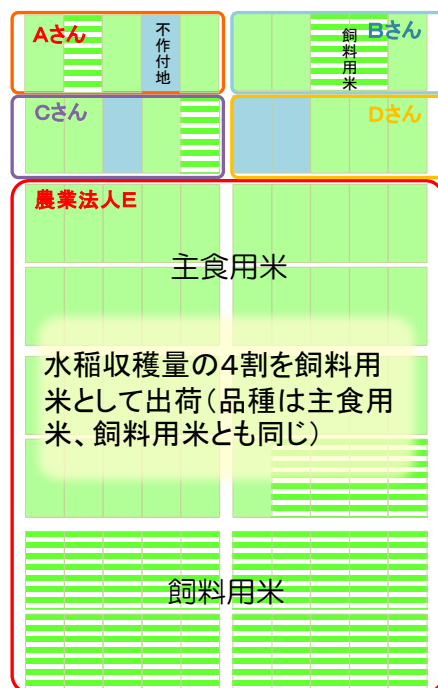 Aさん
不作付地
飼料用米
Bさん
Cさん
Dさん
農業法人E
主食用米
水稲収穫量の4割を飼料用
米として出荷(品種は主食用
米、飼料用米とも同じ)
飼料用米